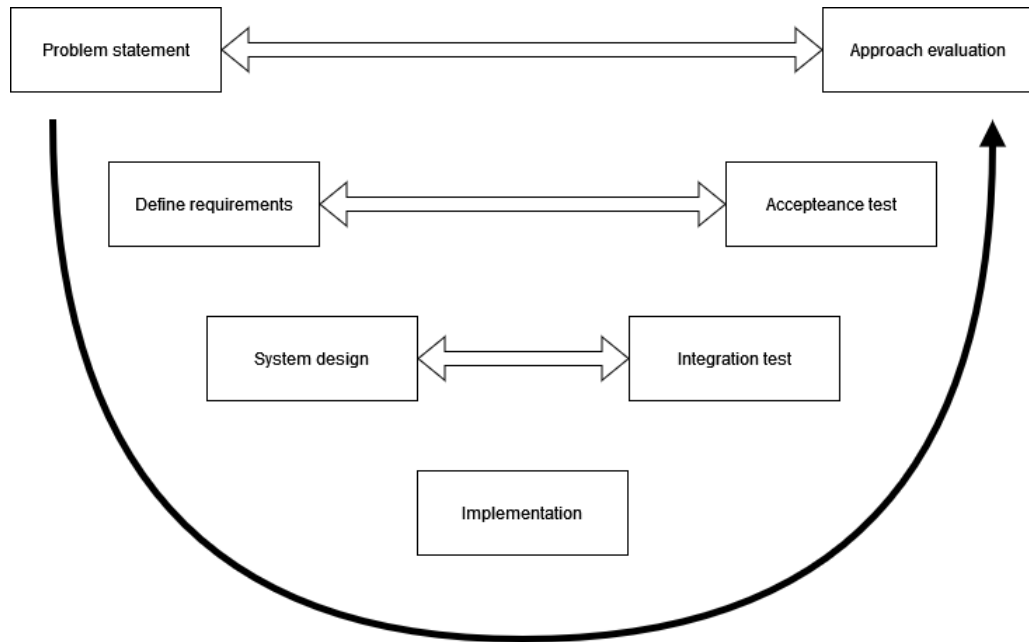 Problem statement
Approach evaluation
Define requirements
Accepteance test
System design
Integration test
Implementation